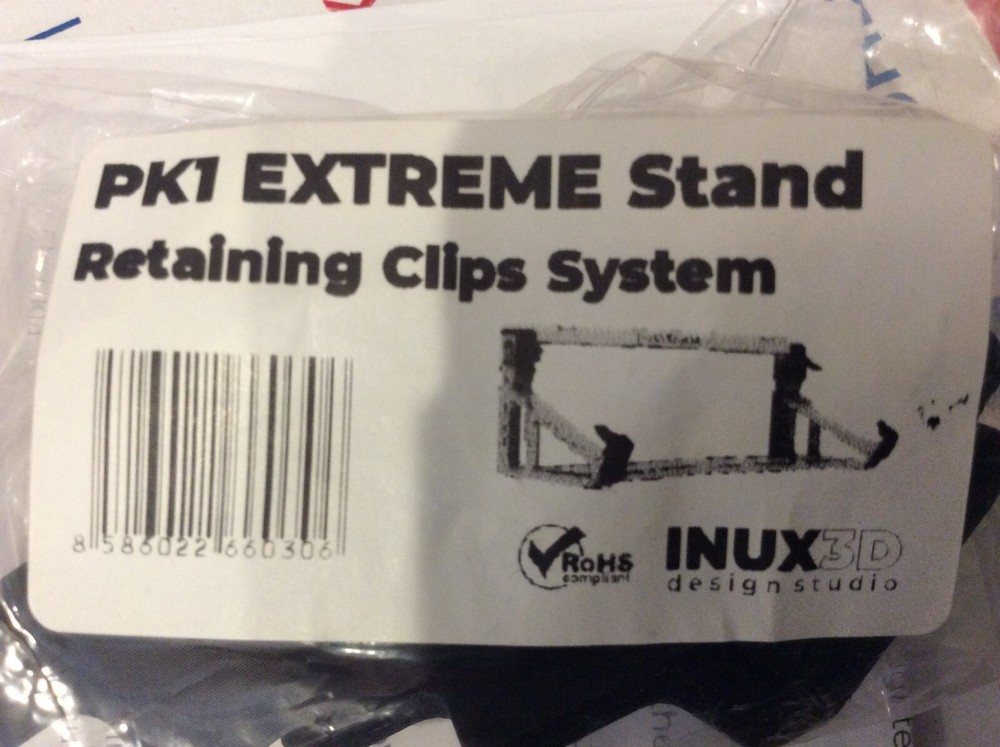 PK1 EXTREME Stand
Retaining Clips System
8 586022 660306
RoHS
compliant
INUX3D
design studio